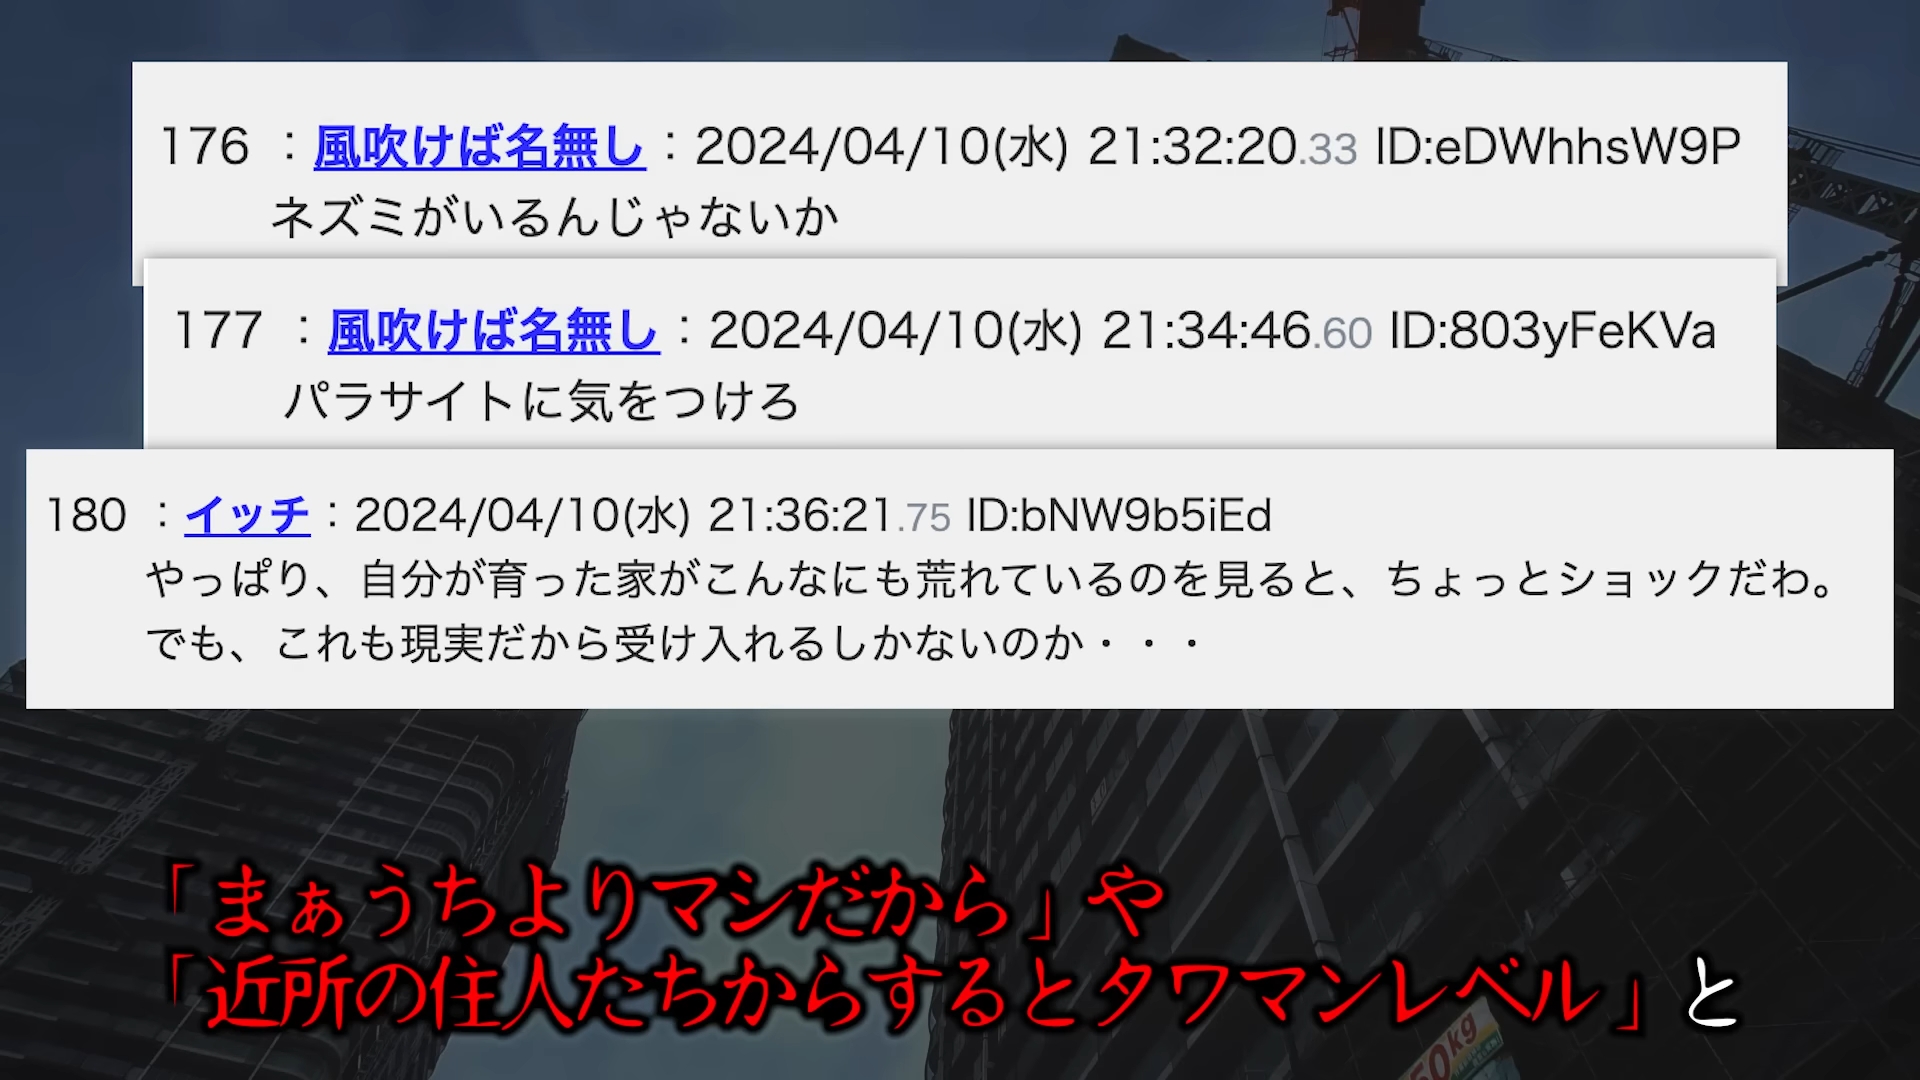 176 ：風吹けば名無し：2024/04/10(水) 21:32:20.33 ID:eDWhhsW9P
ネズミがいるんじゃないか
177 ：風吹けば名無し：2024/04/10(水) 21:34:46.60 ID:803yFeKVa
パラサイトに気をつけろ
180 ：イッチ：2024/04/10(水) 21:36:21.75 ID:bNW9b5iEd
やっぱり、自分が育った家がこんなにも荒れているのを見ると、ちょっとショックだわ。
でも、これも現実だから受け入れるしかないのか・・・
「まぁうちよりマシだから」や
「近所の住人たちからするとタワマンレベル」と
50kg